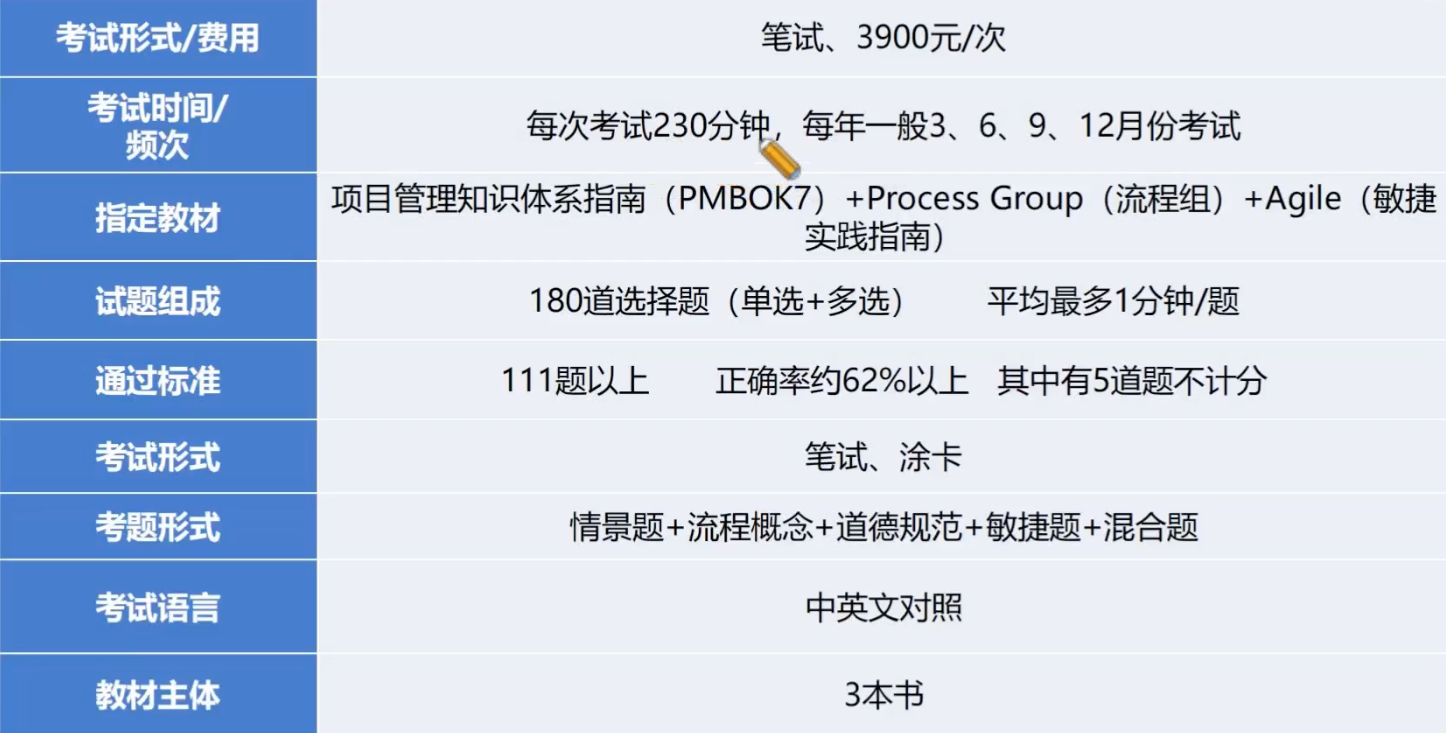 考试形式/费用
笔试、3900元/次
考试时间/
频次
每次考试230分钟，每年一般3、6、9、12月份考试
指定教材
项目管理知识体系指南（PMBOK7）+Process Group（流程组）+Agile（敏捷
实践指南）
试题组成
180道选择题（单选+多选） 平均最多1分钟/题
通过标准
111题以上 正确率约62%以上 其中有5道题不计分
考试形式
笔试、涂卡
考题形式
情景题+流程概念+道德规范+敏捷题+混合题
考试语言
中英文对照
教材主体
3本书